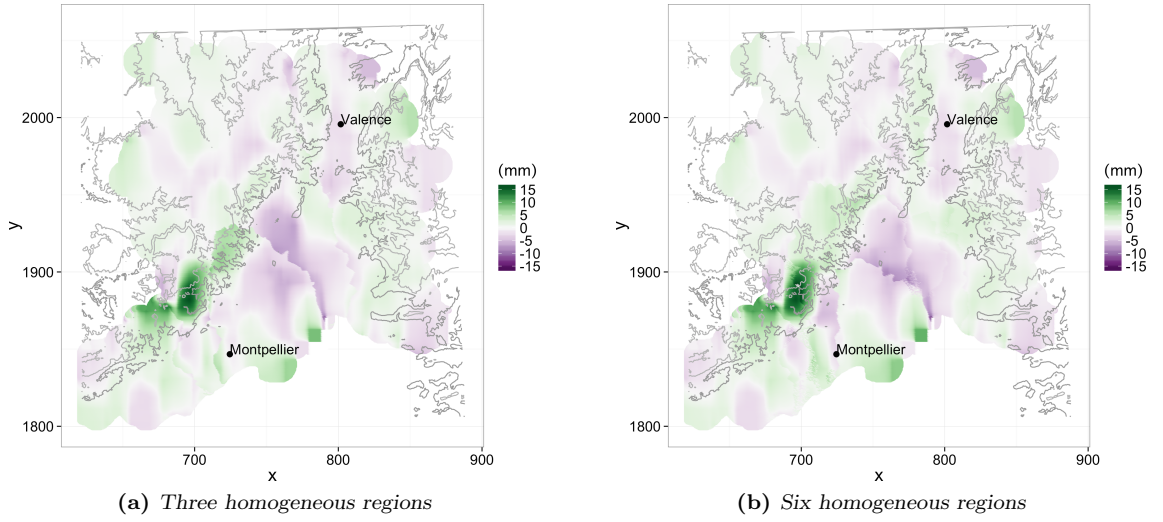 2000
1900
1800
y
700
800
900
x
Valence
Montpellier
(mm)
15
10
5
0
-5
-10
-15
(a) Three homogeneous regions
2000
1900
1800
y
700
800
900
x
Valence
Montpellier
(mm)
15
10
5
0
-5
-10
-15
(b) Six homogeneous regions